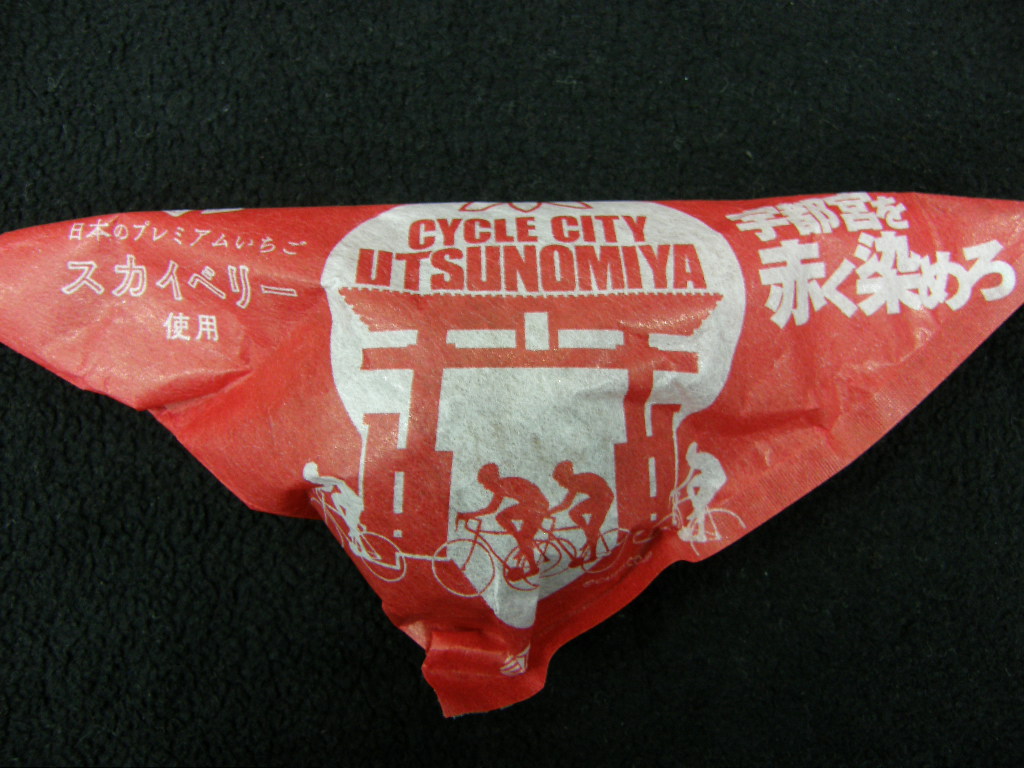 日本のプレミアムいちご
スカイベリー
使用
CYCLE CITY
UTSUNOMIYA
宇都宮を
赤く染めろ